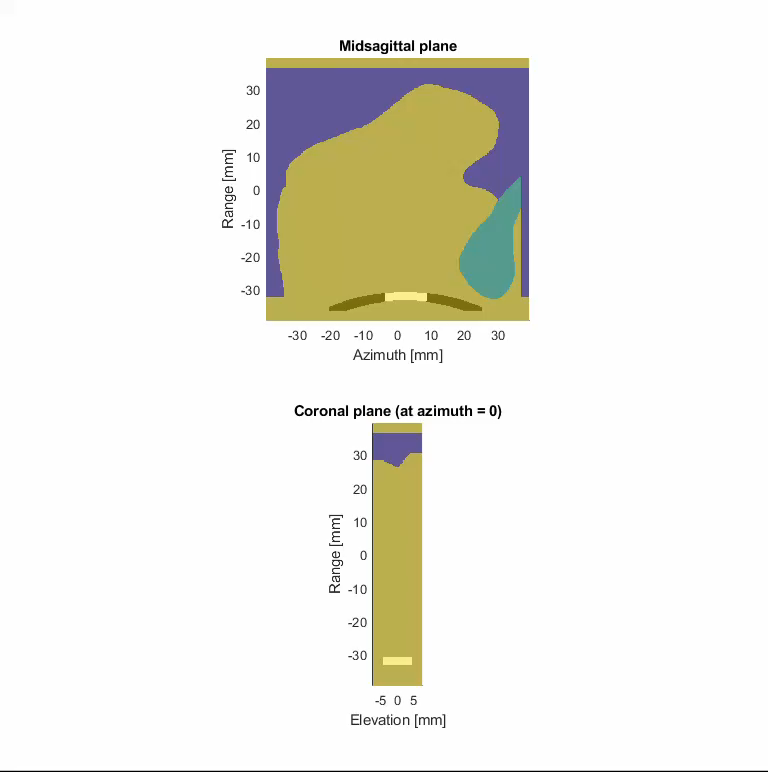 Midsagittal plane
30
20
10
0
-10
-20
-30
Range [mm]
-30 -20 -10 0 10 20 30
Azimuth [mm]
Coronal plane (at azimuth = 0)
30
20
10
0
-10
-20
-30
Range [mm]
-5 0 5
Elevation [mm]